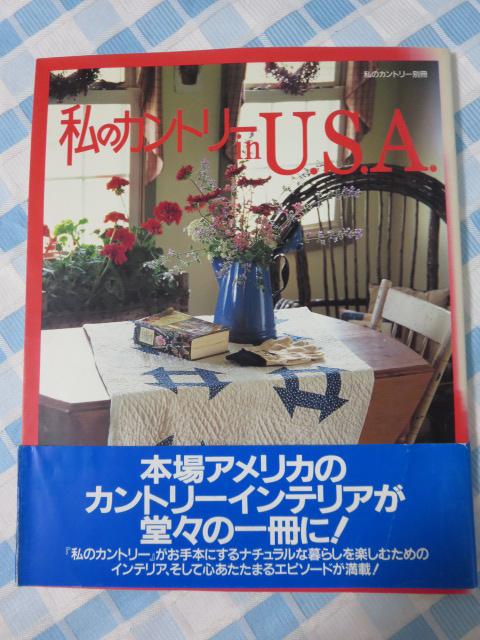 私のカントリー別冊
私のカントリー in U.S.A.
本場アメリカの
カントリーインテリアが
堂々の一冊に!
『私のカントリー』がお手本にするナチュラルな暮らしを楽しむための
インテリア、そして心あたたまるエピソードが満載!